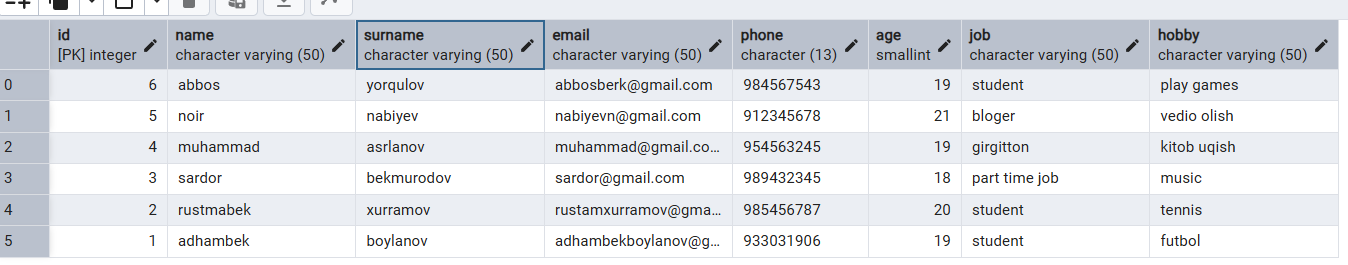 id name surname email phone age job hobby
[PK] integer character varying (50) character varying (50) character varying (50) character (13) smallint character varying (50) character varying (50)
0 6 abbos yorqulov abbosberk@gmail.com 984567543 19 student play games
1 5 noir nabiyev nabiyevn@gmail.com 912345678 21 bloger vedio olish
2 4 muhammad asrlanov muhammad@gmail.co... 954563245 19 girgitton kitob uqish
3 3 sardor bekmurodov sardor@gmail.com 989432345 18 part time job music
4 2 rustmabek xurramov rustamxurramov@gma... 985456787 20 student tennis
5 1 adhambek boylanov adhambekboylanov@g... 933031906 19 student futbol